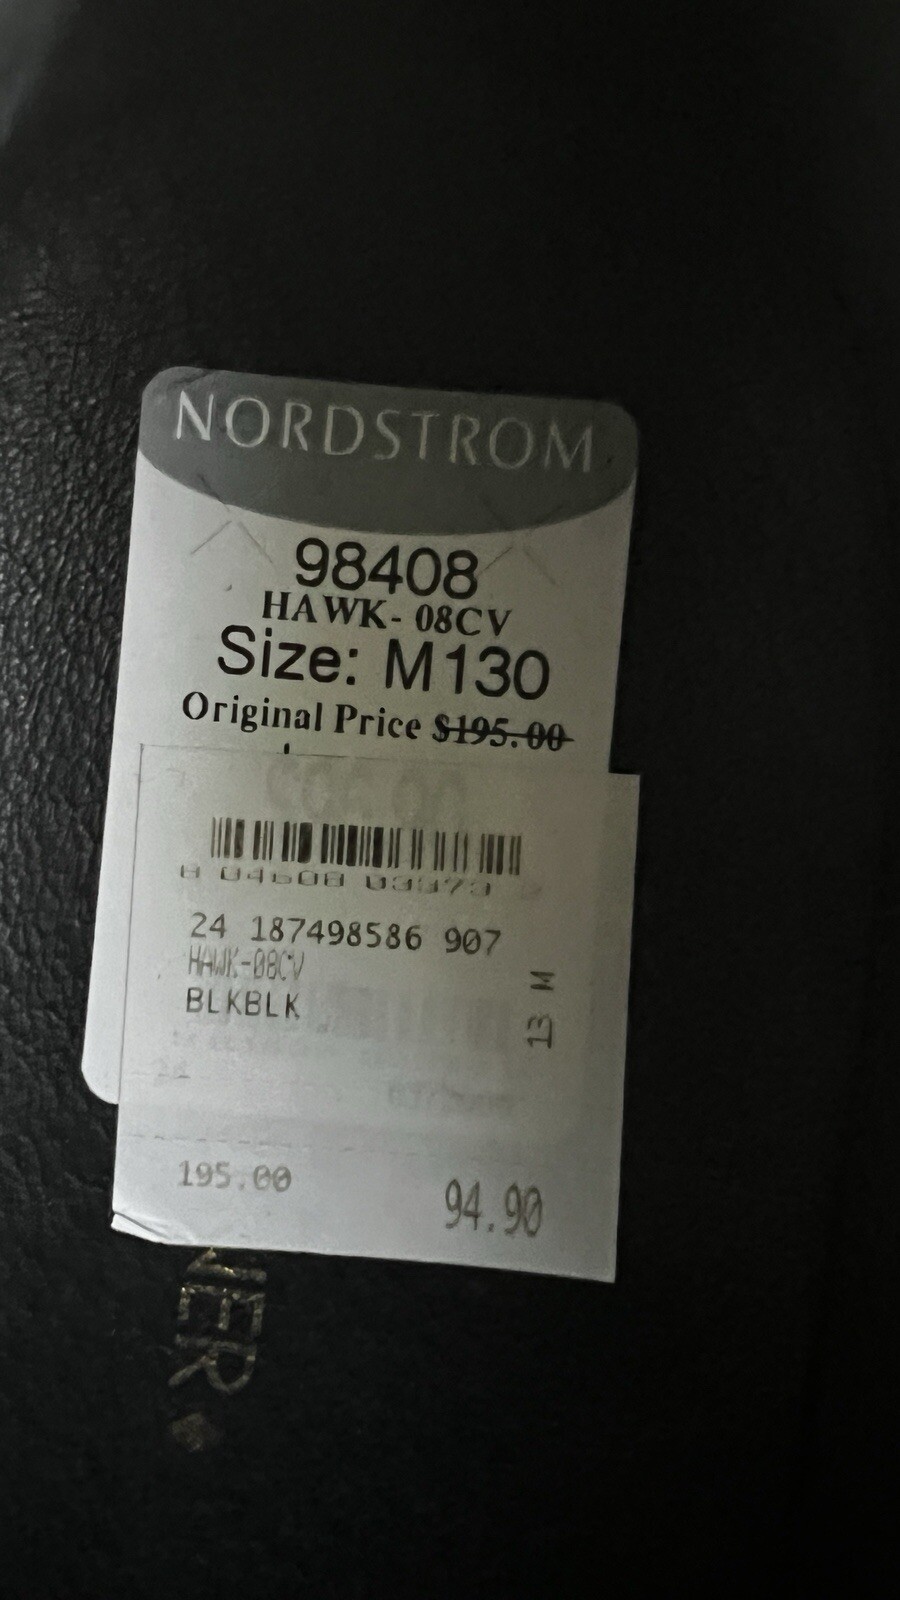 NORDSTROM
98408
HAWK- 08CV
Size: M130
Original Price $195.00
24 187498586 907
HAWK-08CV
BLKBLK
13 M
195.00
94.90